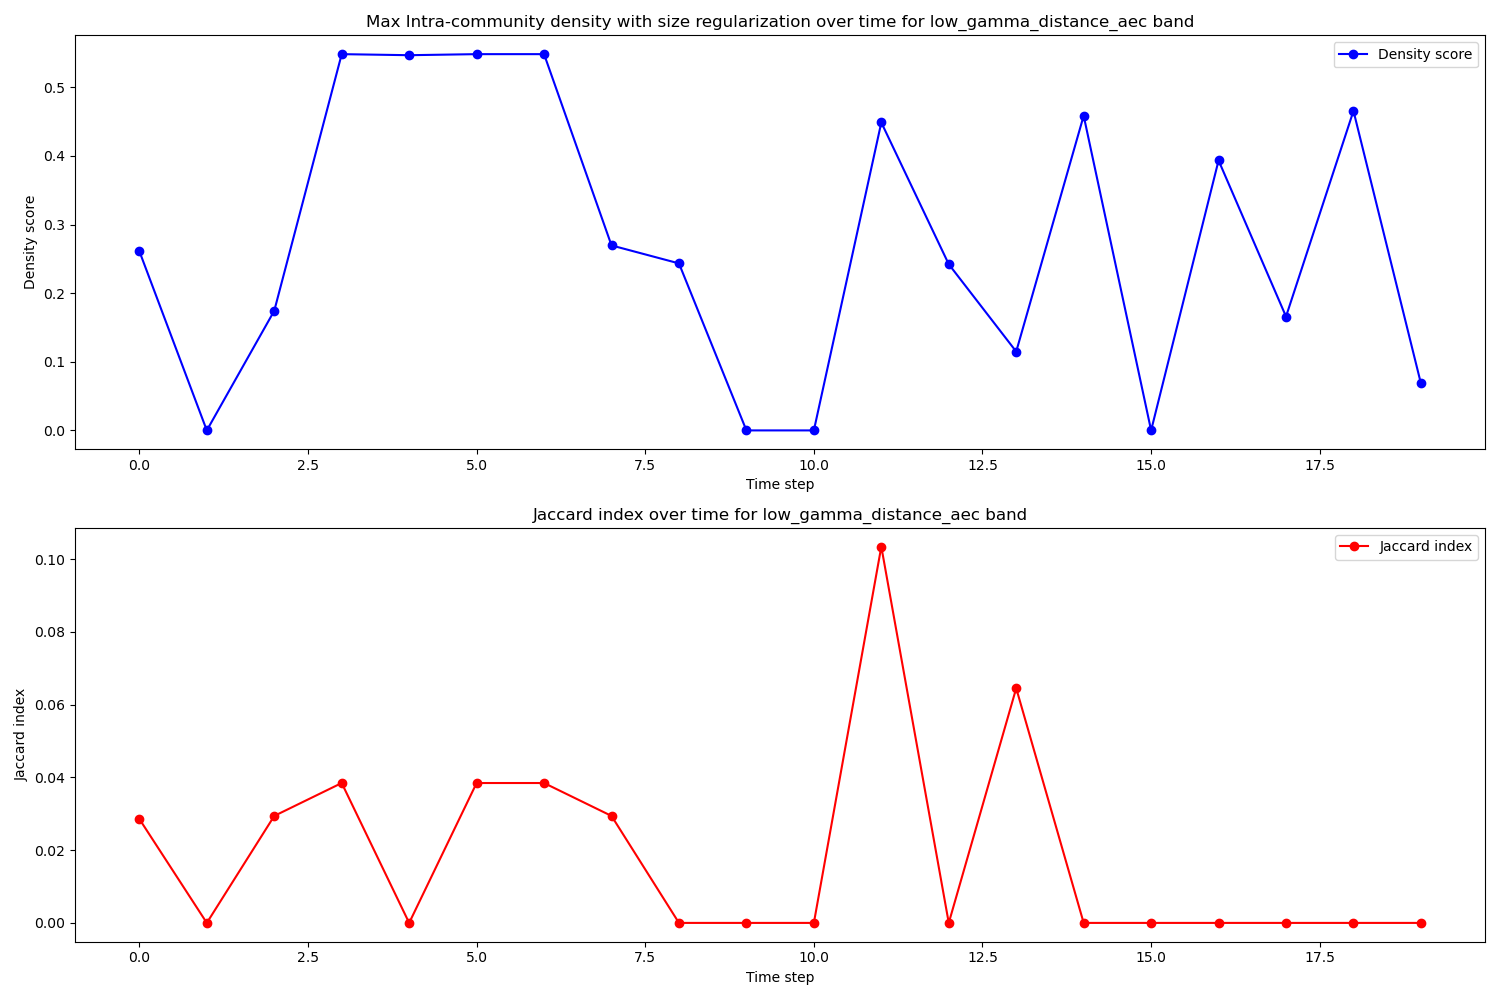 Max Intra-community density with size regularization over time for low_gamma_distance_aec band
Density score
Density score
0.5
0.4
0.3
0.2
0.1
0.0
0.0 2.5 5.0 7.5 10.0 12.5 15.0 17.5
Time step
Jaccard index over time for low_gamma_distance_aec band
Jaccard index
Jaccard index
0.10
0.08
0.06
0.04
0.02
0.00
0.0 2.5 5.0 7.5 10.0 12.5 15.0 17.5
Time step